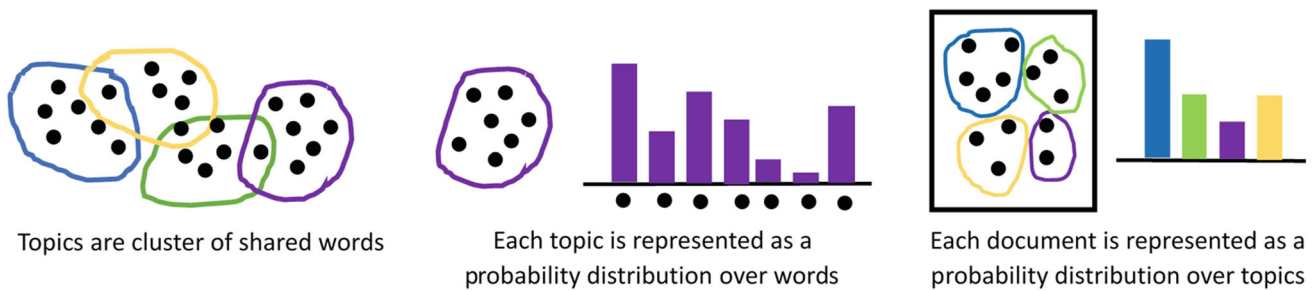 Topics are cluster of shared words
Each topic is represented as a
probability distribution over words
Each document is represented as a
probability distribution over topics